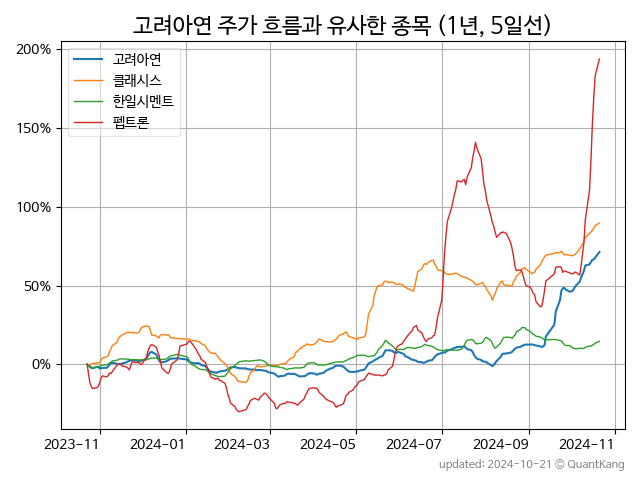 고려아연 주가 흐름과 유사한 종목 (1년, 5일선)
고려아연
클래시스
한일시멘트
펩트론
200%
150%
100%
50%
0%
2023-11
2024-01
2024-03
2024-05
2024-07
2024-09
2024-11
updated: 2024-10-21 © QuantKang